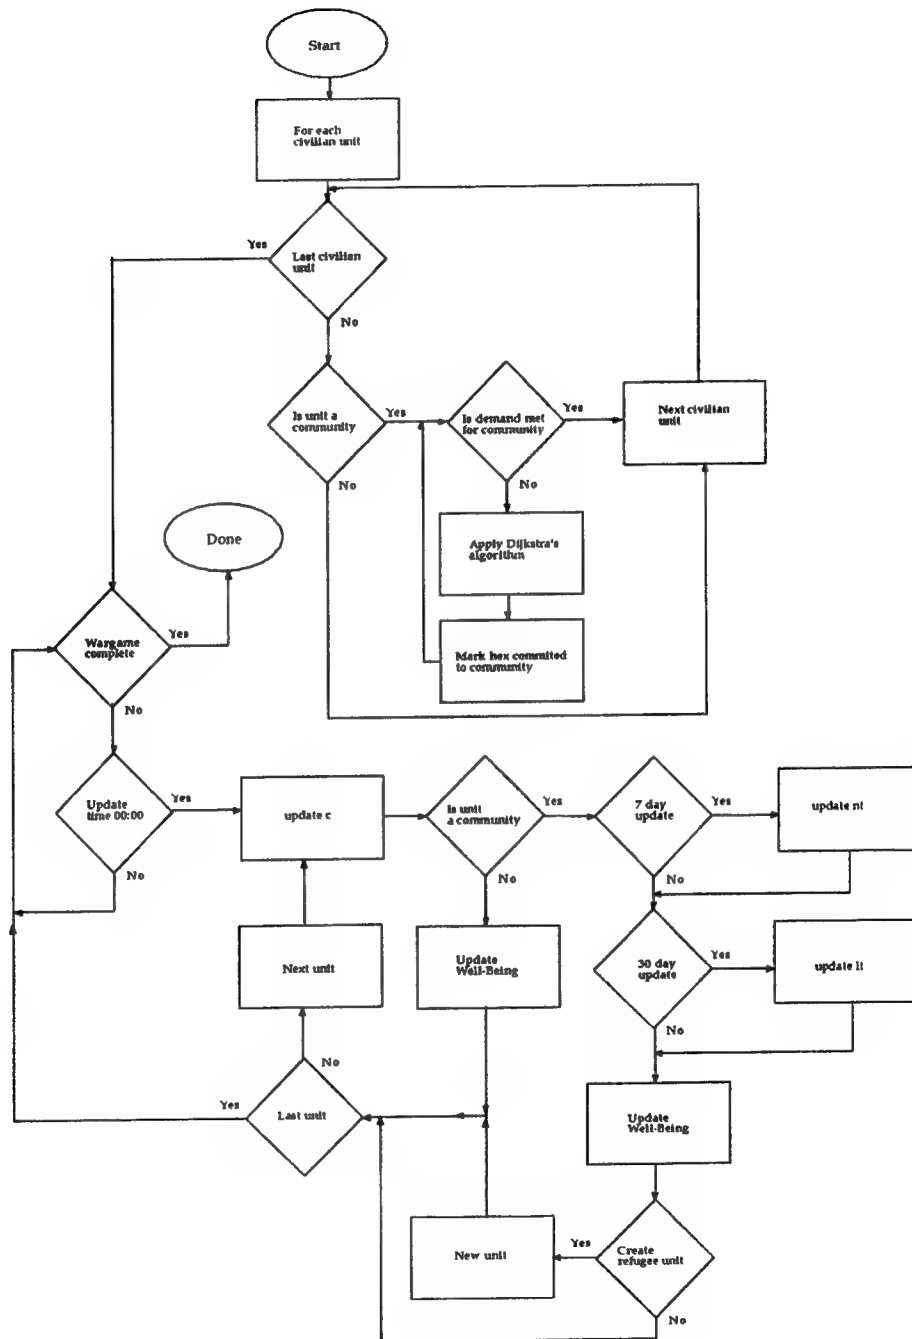 Start
For each
civilian unit
Yes
Last civilian
unit
No
Is unit a
community
Yes
Is demand met
for community
Yes
Next civilian
unit
No
No
Apply Dijkstra's
algorithm
Done
Mark hex commited
to community
Wargame
complete
Yes
No
Update
time 00:00
Yes
update c
Is unit
a community
Yes
7 day
update
Yes
update nt
No
No
No
Next unit
Update
Well-Being
30 day
update
Yes
update lt
No
No
Yes
Last unit
Update
Well-Being
New unit
Yes
Create
refugee unit
No